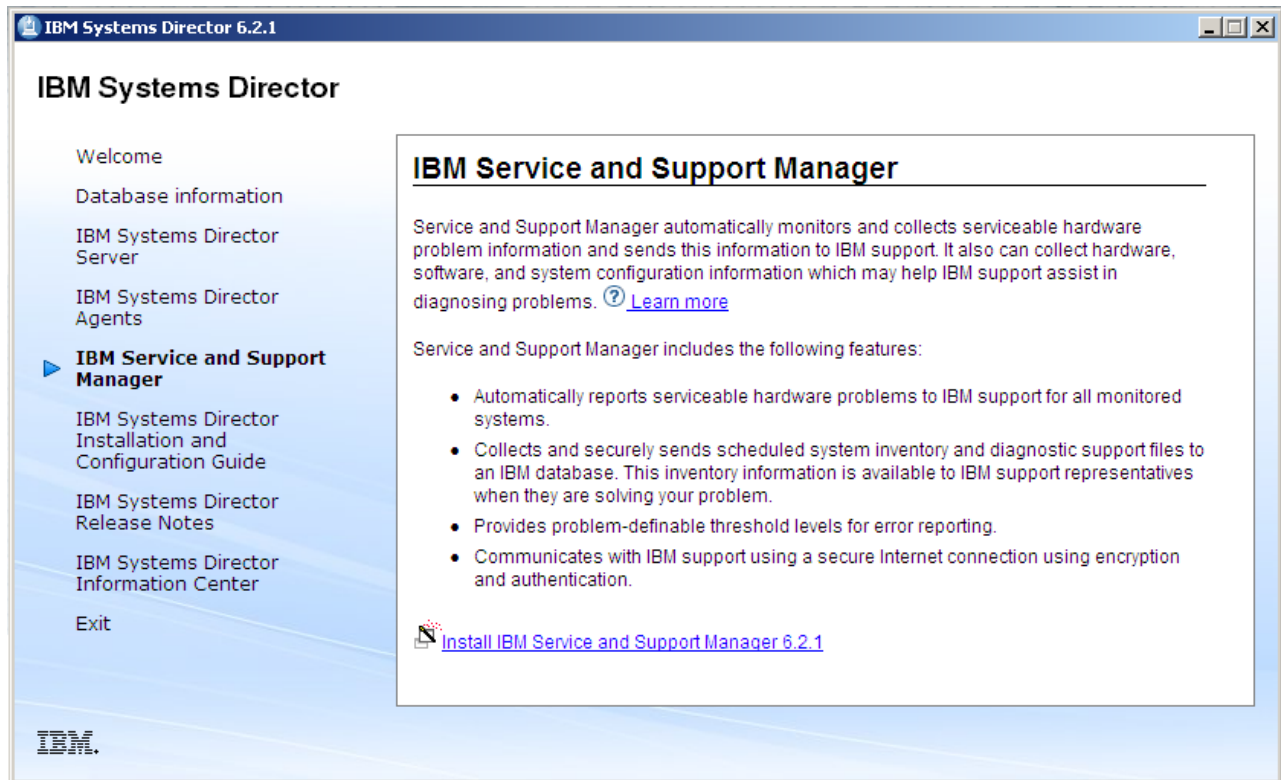 IBM Systems Director 6.2.1
IBM Systems Director
Welcome
Database information
IBM Systems Director
Server
IBM Systems Director
Agents
IBM Service and Support
Manager
IBM Systems Director
Installation and
Configuration Guide
IBM Systems Director
Release Notes
IBM Systems Director
Information Center
Exit
IBM Service and Support Manager
Service and Support Manager automatically monitors and collects serviceable hardware
problem information and sends this information to IBM support. It also can collect hardware,
software, and system configuration information which may help IBM support assist in
diagnosing problems. ? Learn more
Service and Support Manager includes the following features:
• Automatically reports serviceable hardware problems to IBM support for all monitored
systems.
• Collects and securely sends scheduled system inventory and diagnostic support files to
an IBM database. This inventory information is available to IBM support representatives
when they are solving your problem.
• Provides problem-definable threshold levels for error reporting.
• Communicates with IBM support using a secure Internet connection using encryption
and authentication.
Install IBM Service and Support Manager 6.2.1
IBM.